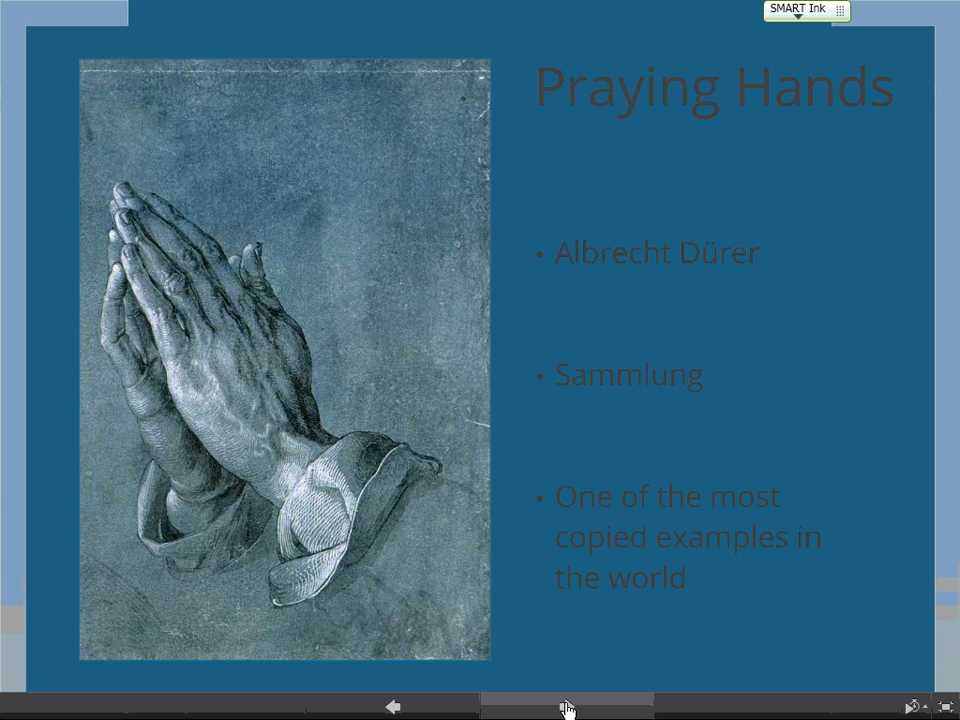 SMART Ink
Praying Hands
• Albrecht Dürer
• Sammlung
• One of the most
copied examples in
the world